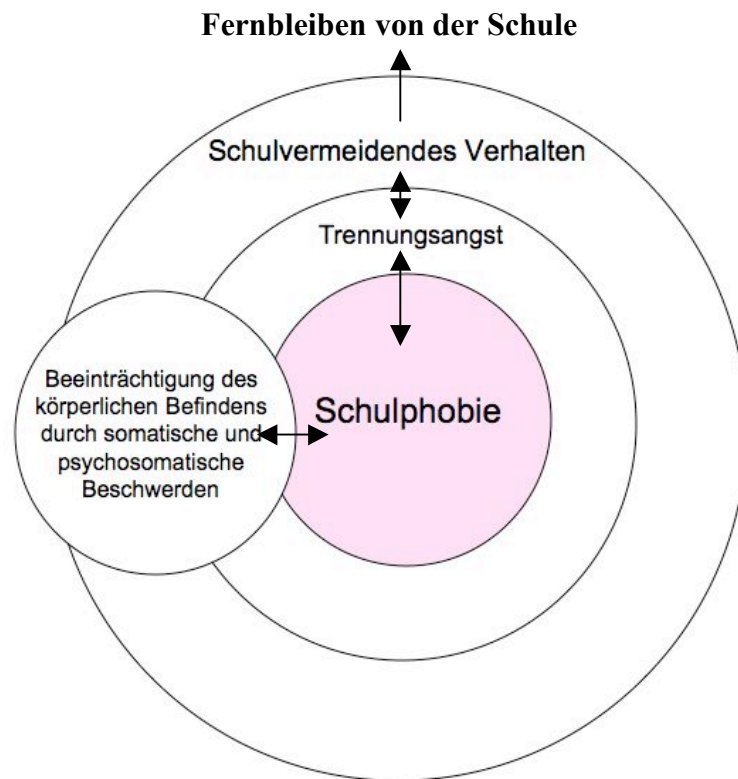 Fernbleiben von der Schule
Schulvermeidendes Verhalten
Trennungsangst
Schulphobie
Beeinträchtigung des
körperlichen Befindens
durch somatische und
psychosomatische
Beschwerden